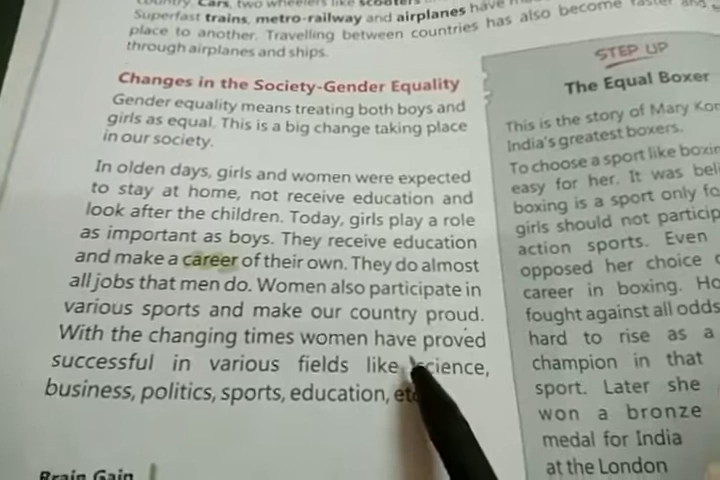 Cars, two wheelers like scooters
Superfast trains, metro-railway and airplanes have
place to another. Travelling between countries has also become faster and
through airplanes and ships.
Changes in the Society-Gender Equality
Gender equality means treating both boys and
girls as equal. This is a big change taking place
in our society.
In olden days, girls and women were expected
to stay at home, not receive education and
look after the children. Today, girls play a role
as important as boys. They receive education
and make a career of their own. They do almost
all jobs that men do. Women also participate in
various sports and make our country proud.
With the changing times women have proved
successful in various fields like science,
business, politics, sports, education,
Brain Gain
STEP UP
The Equal Boxer
This is the story of Mary Kom
India's greatest boxers.
To choose a sport like
easy for her. It was
boxing is a sport only
girls should not
action sports. Even
opposed her choice
career in boxing.
fought against all odds
hard to rise as a
champion in that
sport. Later she
won a bronze
medal for India
at the London